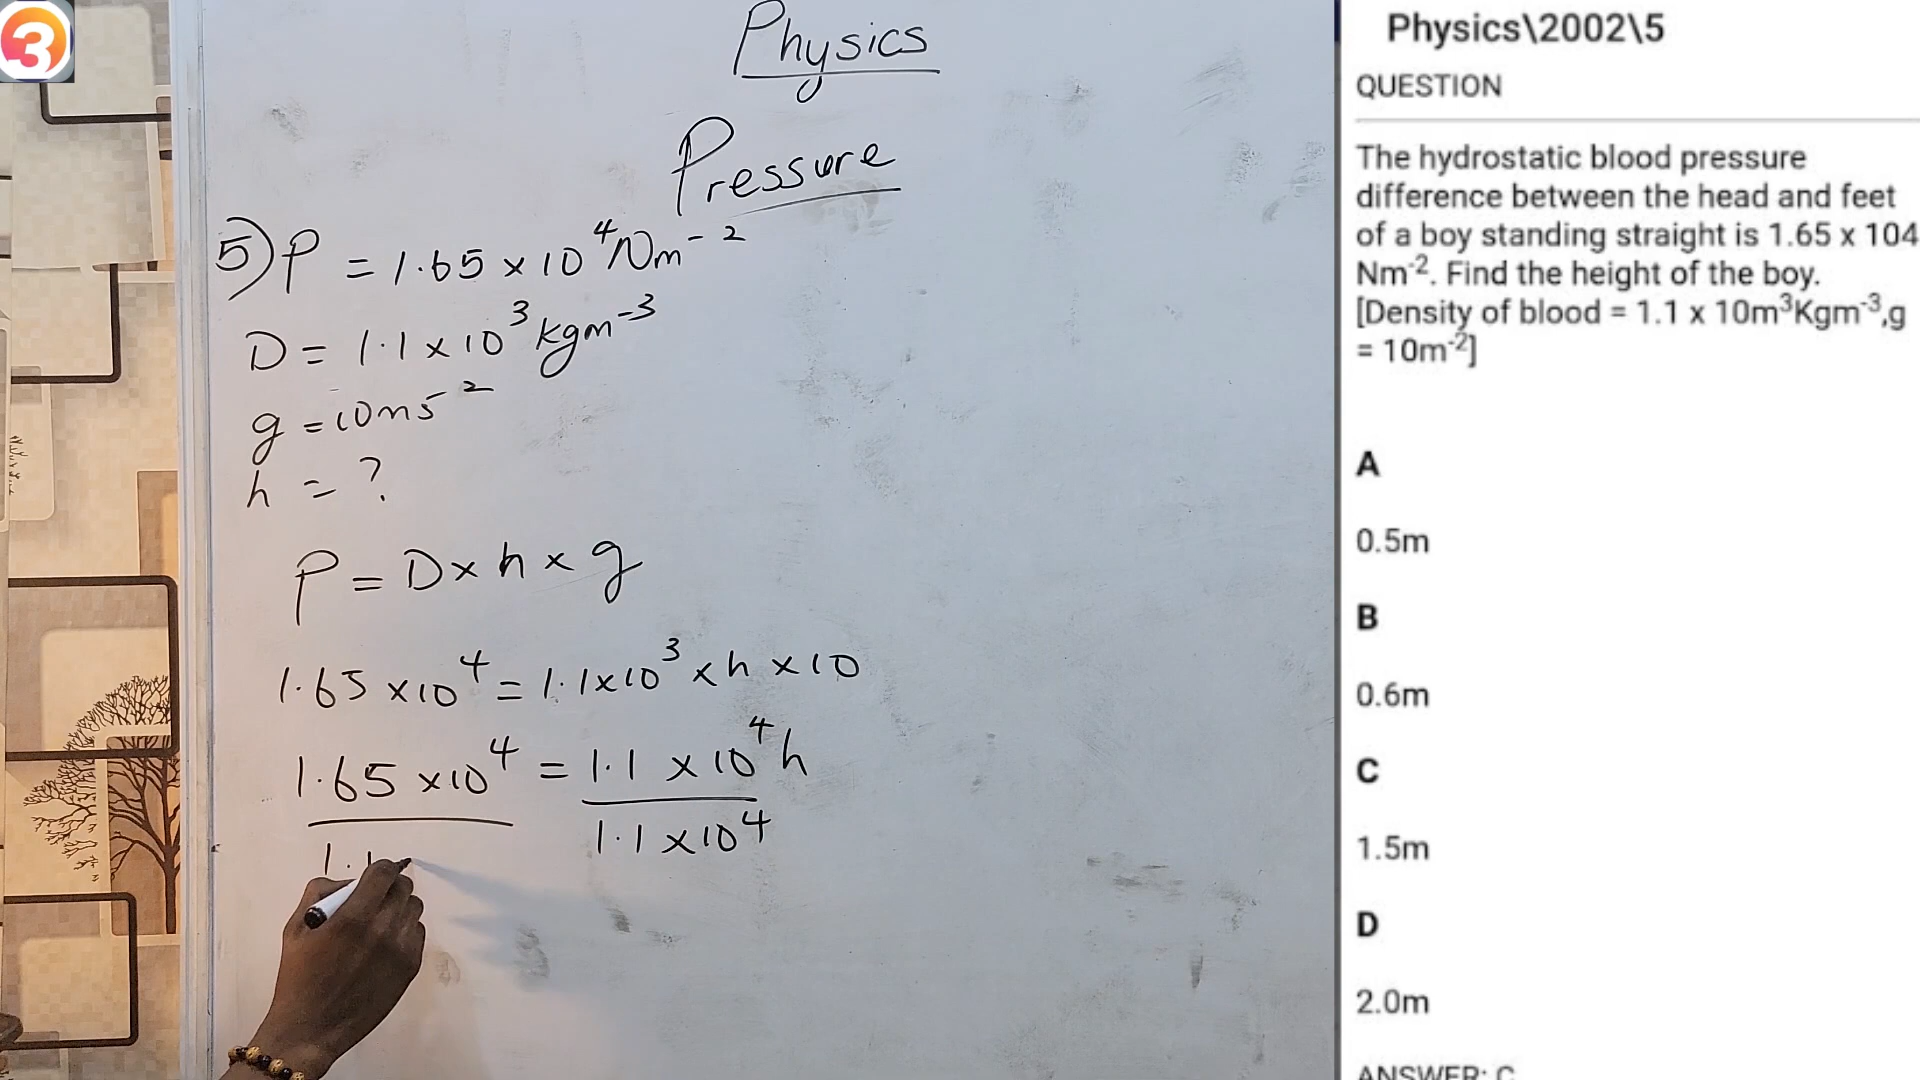 3
Physics
Pressure
5) P = 1.65 × 10⁴ Nm⁻²
D = 1.1 × 10³ kgm⁻³
g = 10ms⁻²
h = ?
P = D × h × g
1.65 × 10⁴ = 1.1 × 10³ × h × 10
1.65 × 10⁴ = 1.1 × 10⁴ h
1.1 × 10⁴
1.1
Physics\2002\5
QUESTION
The hydrostatic blood pressure
difference between the head and feet
of a boy standing straight is 1.65 x 104
Nm⁻². Find the height of the boy.
[Density of blood = 1.1 x 10m³Kgm⁻³,g
= 10m⁻²]
A
0.5m
B
0.6m
C
1.5m
D
2.0m
ANSWER: C